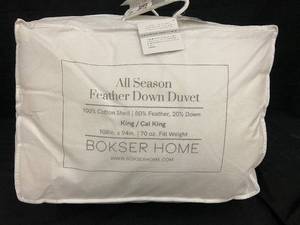 All Season
Feather Down Duvet
100% Cotton Shell | 80% Feather, 20% Down
King / Cal King
108in. x 94in. | 70 oz. Fill Weight
BOKSER HOME
WWW.BOKSERHOME.COM